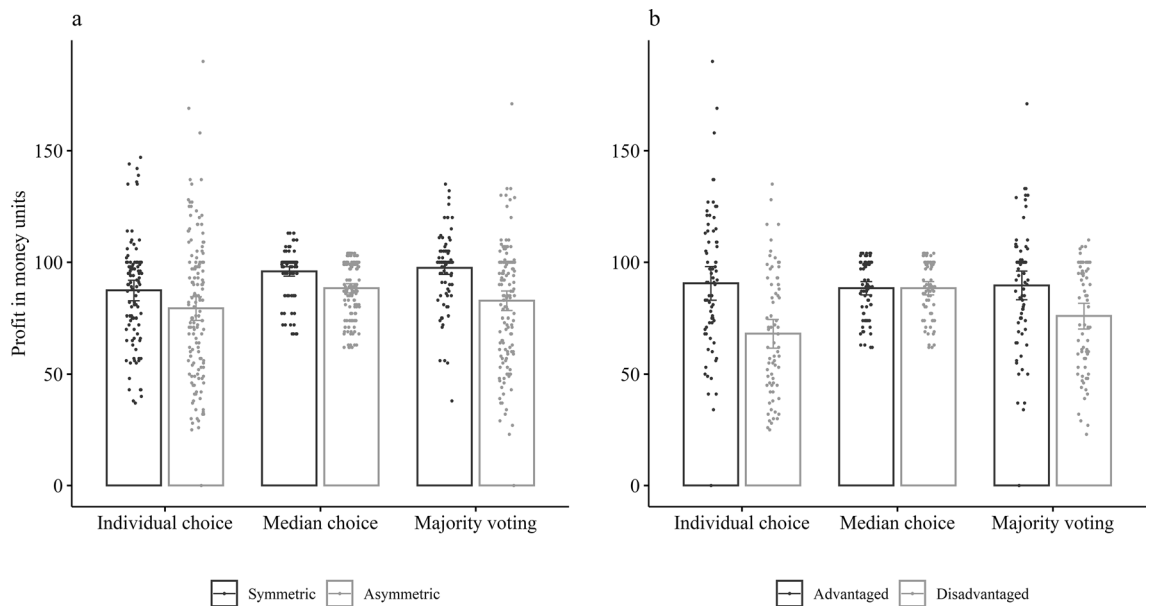 a
b
Profit in money units
150
100
50
0
Individual choice
Median choice
Majority voting
Symmetric
Asymmetric
150
100
50
0
Individual choice
Median choice
Majority voting
Advantaged
Disadvantaged